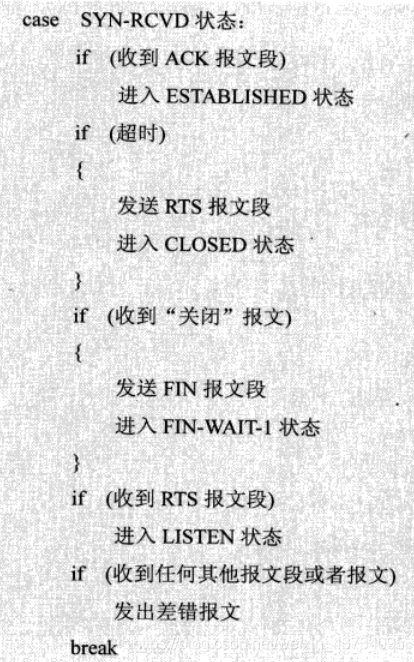 case SYN-RCVD 状态：
if （收到 ACK 报文段）
进入 ESTABLISHED 状态
if （超时）
{
发送 RTS 报文段
进入 CLOSED 状态
}
if （收到“关闭”报文）
{
发送 FIN 报文段
进入 FIN-WAIT-1 状态
}
if （收到 RTS 报文段）
进入 LISTEN 状态
if （收到任何其他报文段或者报文）
发出差错报文
break